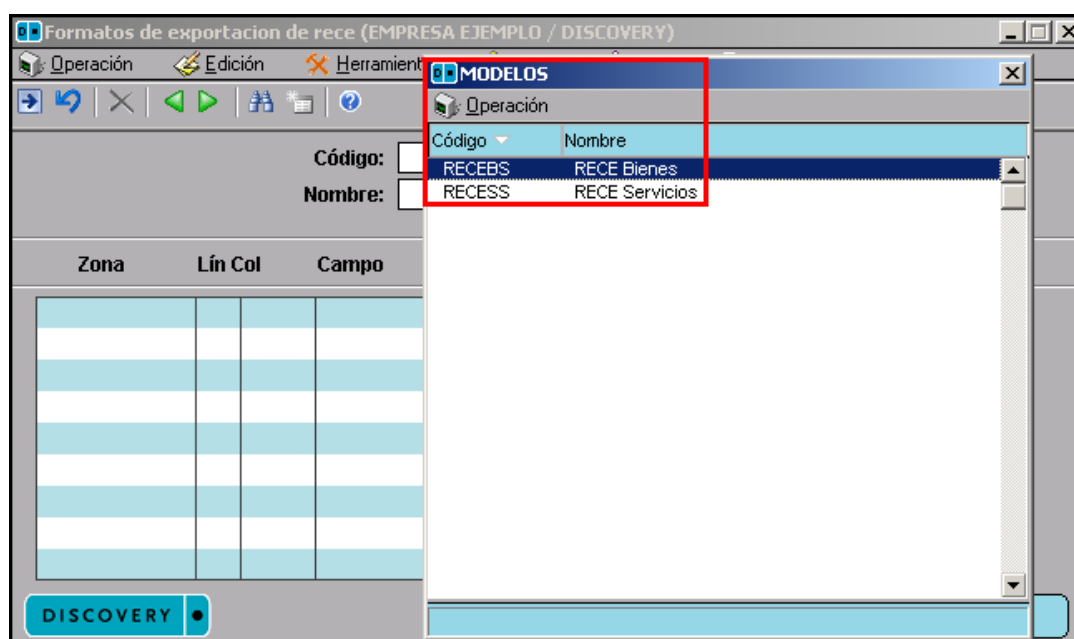 Formatos de exportacion de rece (EMPRESA EJEMPLO / DISCOVERY)
Operación Edición Herramient
Código:
Nombre:
Zona Lín Col Campo
MODELOS
Operación
Código Nombre
RECEBS RECE Bienes
RECESS RECE Servicios
DISCOVERY